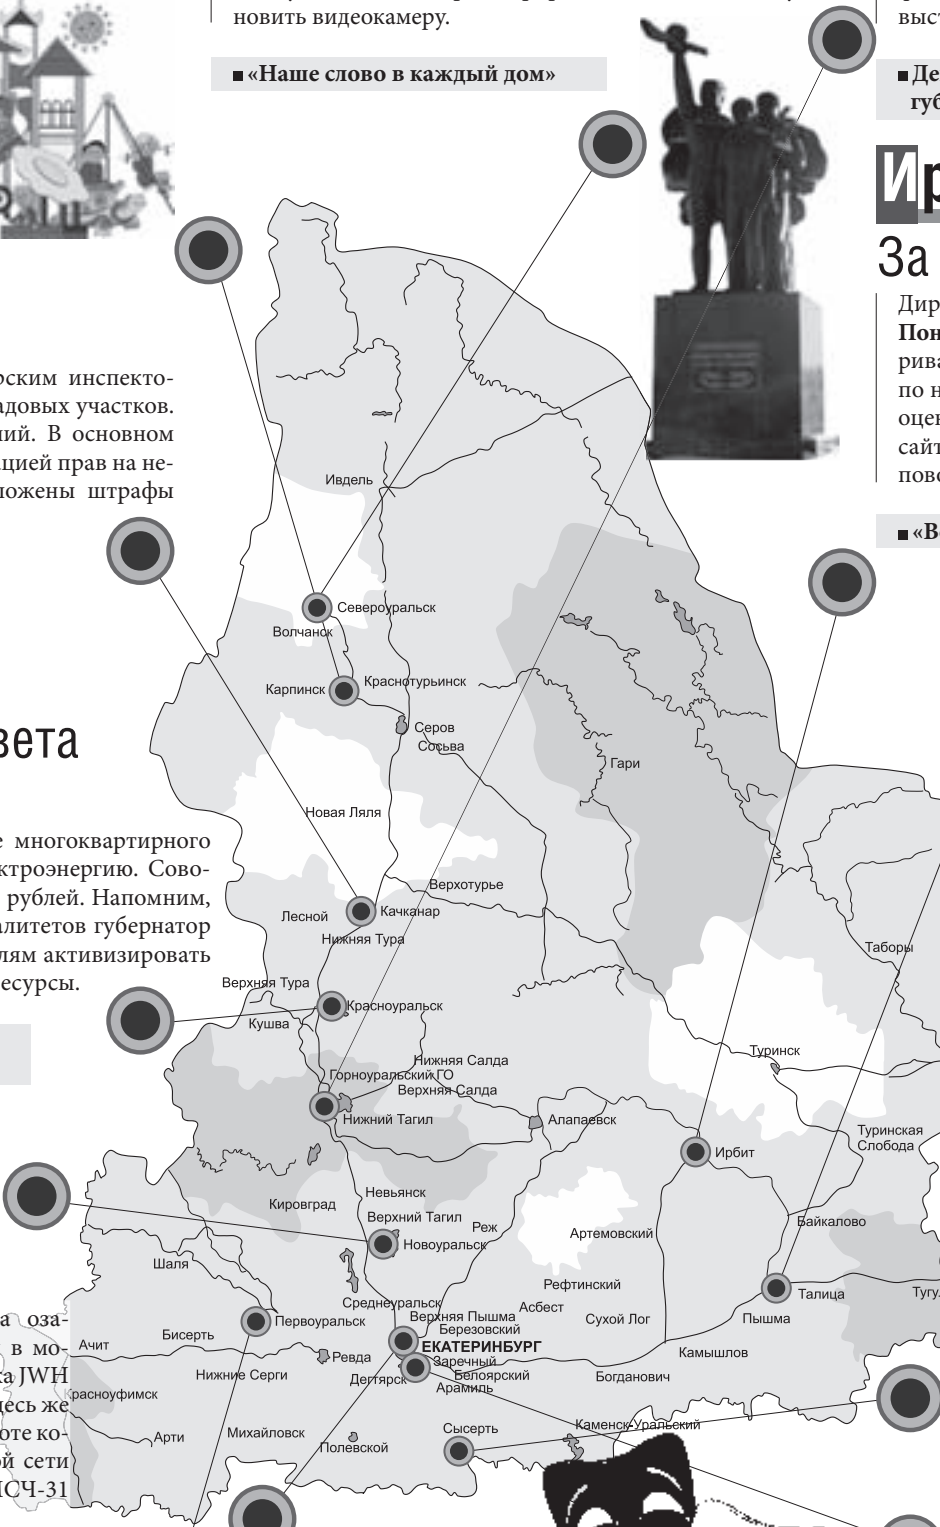 новить видеокамеру.
«Наше слово в каждый дом»
выст
Де
губ
Ир
За
Дир
Пон
рива
по н
оцен
сайт
пово
«В
рским инспекто-
адовых участков.
ний. В основном
ацией прав на не-
ложены штрафы
Ивдель
Североуральск
Волчанск
Карпинск
Краснотурьинск
Серов
Сосьва
Гари
вета
Новая Ляля
е многоквартирного
ктроэнергию. Сово-
рублей. Напомним,
алитетов губернатор
лям активизировать
есурсы.
Верхотурье
Лесной
Качканар
Нижняя Тура
Таборы
Верхняя Тура
Красноуральск
Кушва
Туринск
Нижняя Салда
Горноуральский ГО
Верхняя Салда
Нижний Тагил
Алапаевск
Туринская
Слобода
Ирбит
Невьянск
Кировград
Верхний Тагил
Реж
Новоуральск
Артемовский
Байкалово
Шаля
Рефтинский
Талица
Тугу
Среднеуральск
Асбест
Первоуральск
Верхняя Пышма
Сухой Лог
Пышма
Березовский
Бисерть
Ачит
ЕКАТЕРИНБУРГ
Камышлов
Ревда
Заречный
Нижние Серги
Дегтярск
Белоярский
Богданович
Арамиль
Красноуфимск
Каменск-Уральский
Сысерть
Михайловск
Арти
Полевской
а оза-
в мо-
ка JWH
десь же
оте ко-
й сети
СЧ-31